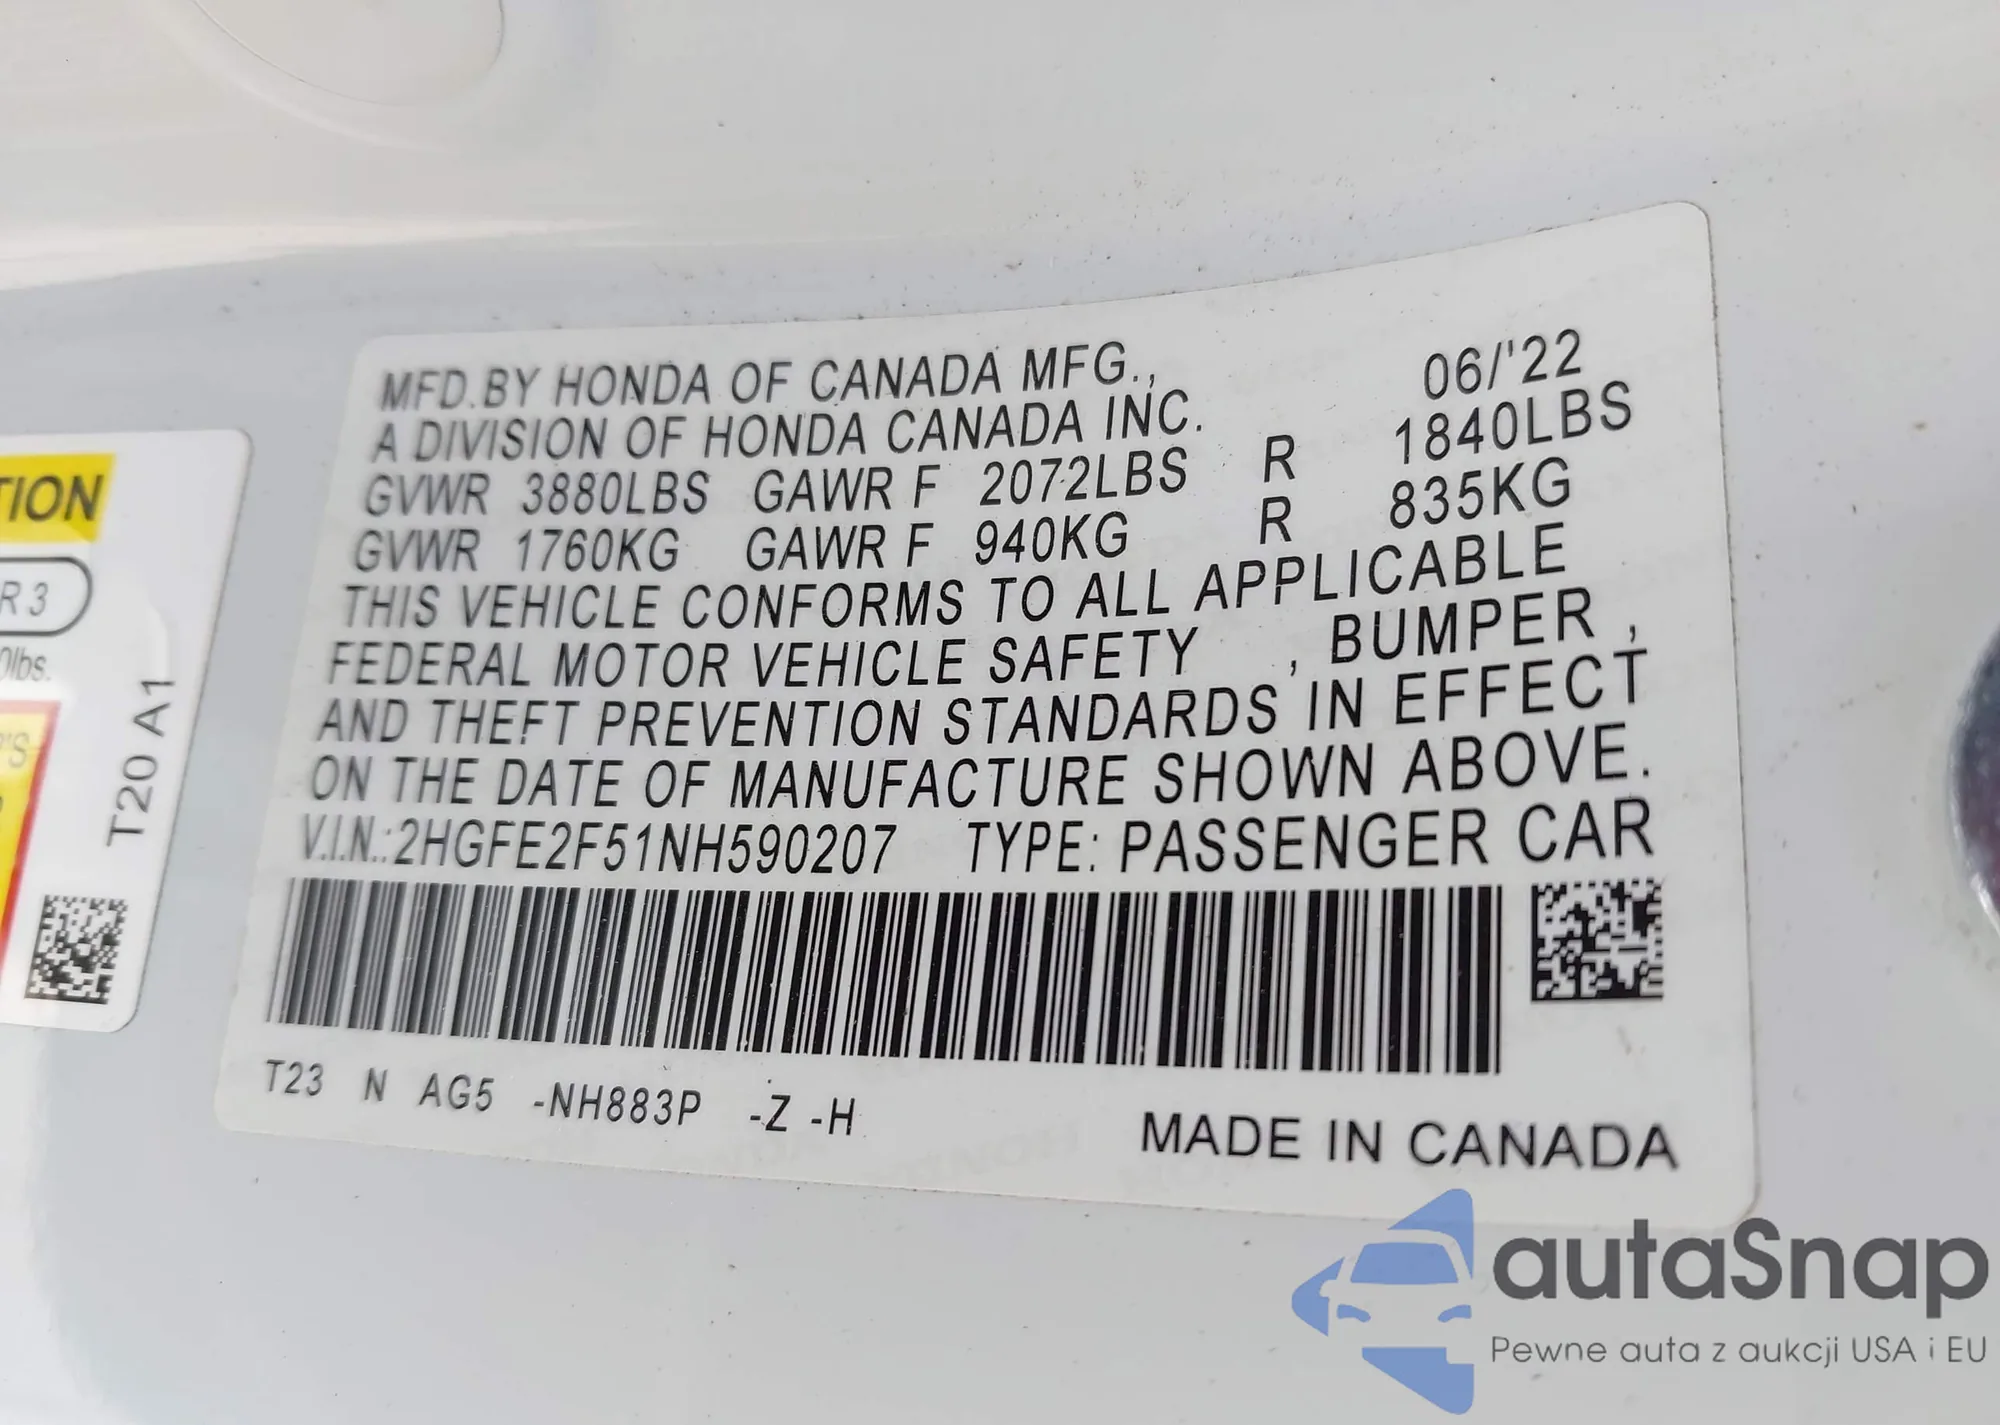 TION
R 3
0lbs.
'S
T20 A1
MFD. BY HONDA OF CANADA MFG., 06/'22
A DIVISION OF HONDA CANADA INC.
GVWR 3880LBS GAWR F 2072LBS R 1840LBS
GVWR 1760KG GAWR F 940KG R 835KG
THIS VEHICLE CONFORMS TO ALL APPLICABLE
FEDERAL MOTOR VEHICLE SAFETY , BUMPER ,
AND THEFT PREVENTION STANDARDS IN EFFECT
ON THE DATE OF MANUFACTURE SHOWN ABOVE.
V.I.N.:2HGFE2F51NH590207 TYPE: PASSENGER CAR
T23 N AG5 -NH883P -Z -H
MADE IN CANADA
autaSnap
Pewne auta z aukcji USA i EU